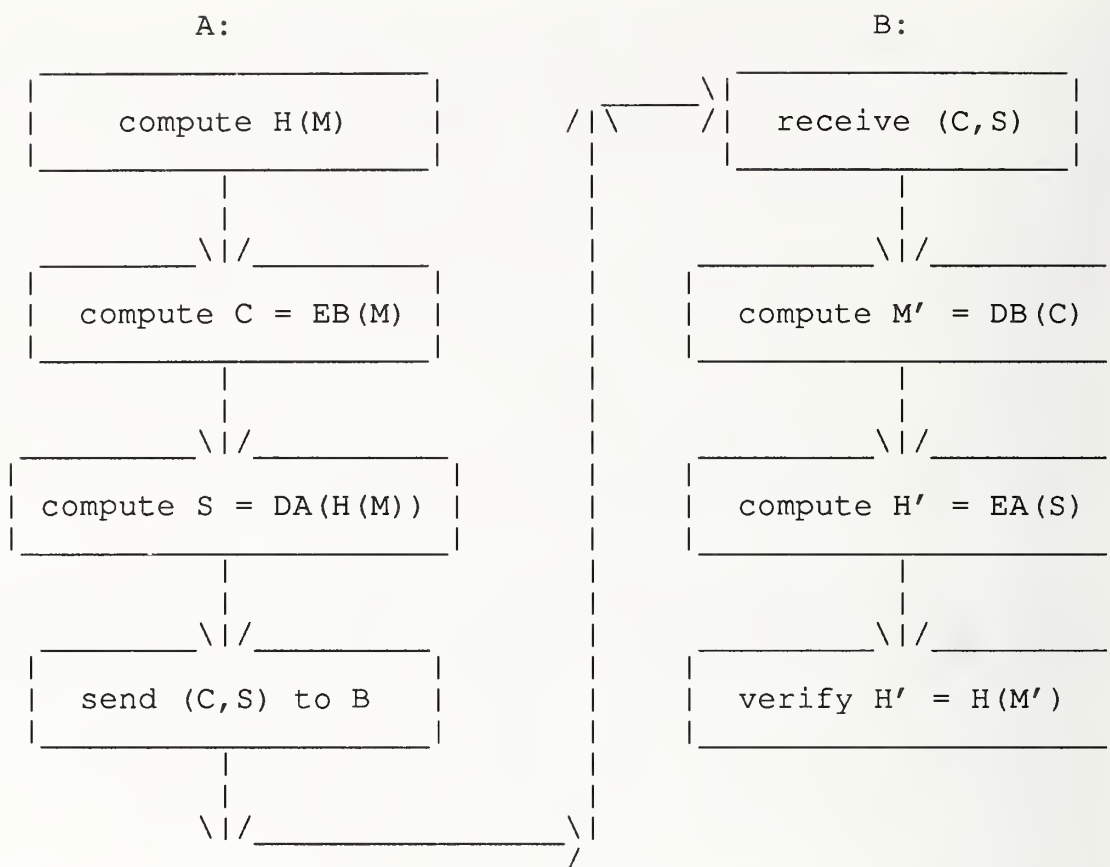 A:
compute H(M)
compute C = EB(M)
compute S = DA(H(M))
send (C,S) to B
B:
receive (C,S)
compute M' = DB(C)
compute H' = EA(S)
verify H' = H(M')